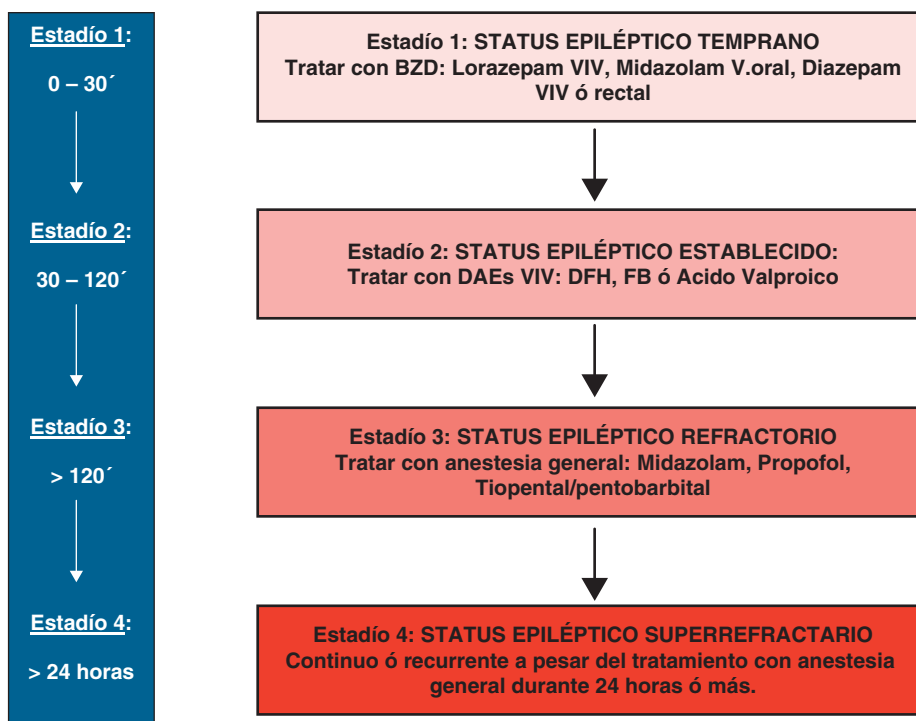 Estadío 1:
0 – 30´
Estadío 2:
30 – 120´
Estadío 3:
> 120´
Estadío 4:
> 24 horas
Estadío 1: STATUS EPILÉPTICO TEMPRANO
Tratar con BZD: Lorazepam VIV, Midazolam V.oral, Diazepam
VIV ó rectal
Estadío 2: STATUS EPILÉPTICO ESTABLECIDO:
Tratar con DAEs VIV: DFH, FB ó Acido Valproico
Estadío 3: STATUS EPILÉPTICO REFRACTORIO
Tratar con anestesia general: Midazolam, Propofol,
Tiopental/pentobarbital
Estadío 4: STATUS EPILÉPTICO SUPERREFRACTARIO
Continuo ó recurrente a pesar del tratamiento con anestesia
general durante 24 horas ó más.